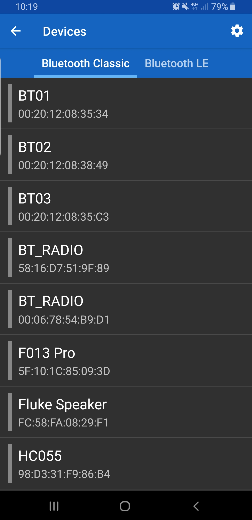 10:19
79%
Devices
Bluetooth Classic Bluetooth LE
BT01
00:20:12:08:35:34
BT02
00:20:12:08:38:49
BT03
00:20:12:08:35:C3
BT_RADIO
58:16:D7:51:9F:89
BT_RADIO
00:06:78:54:B9:D1
F013 Pro
5F:10:1C:85:09:3D
Fluke Speaker
FC:58:FA:08:29:F1
HC055
98:D3:31:F9:86:B4